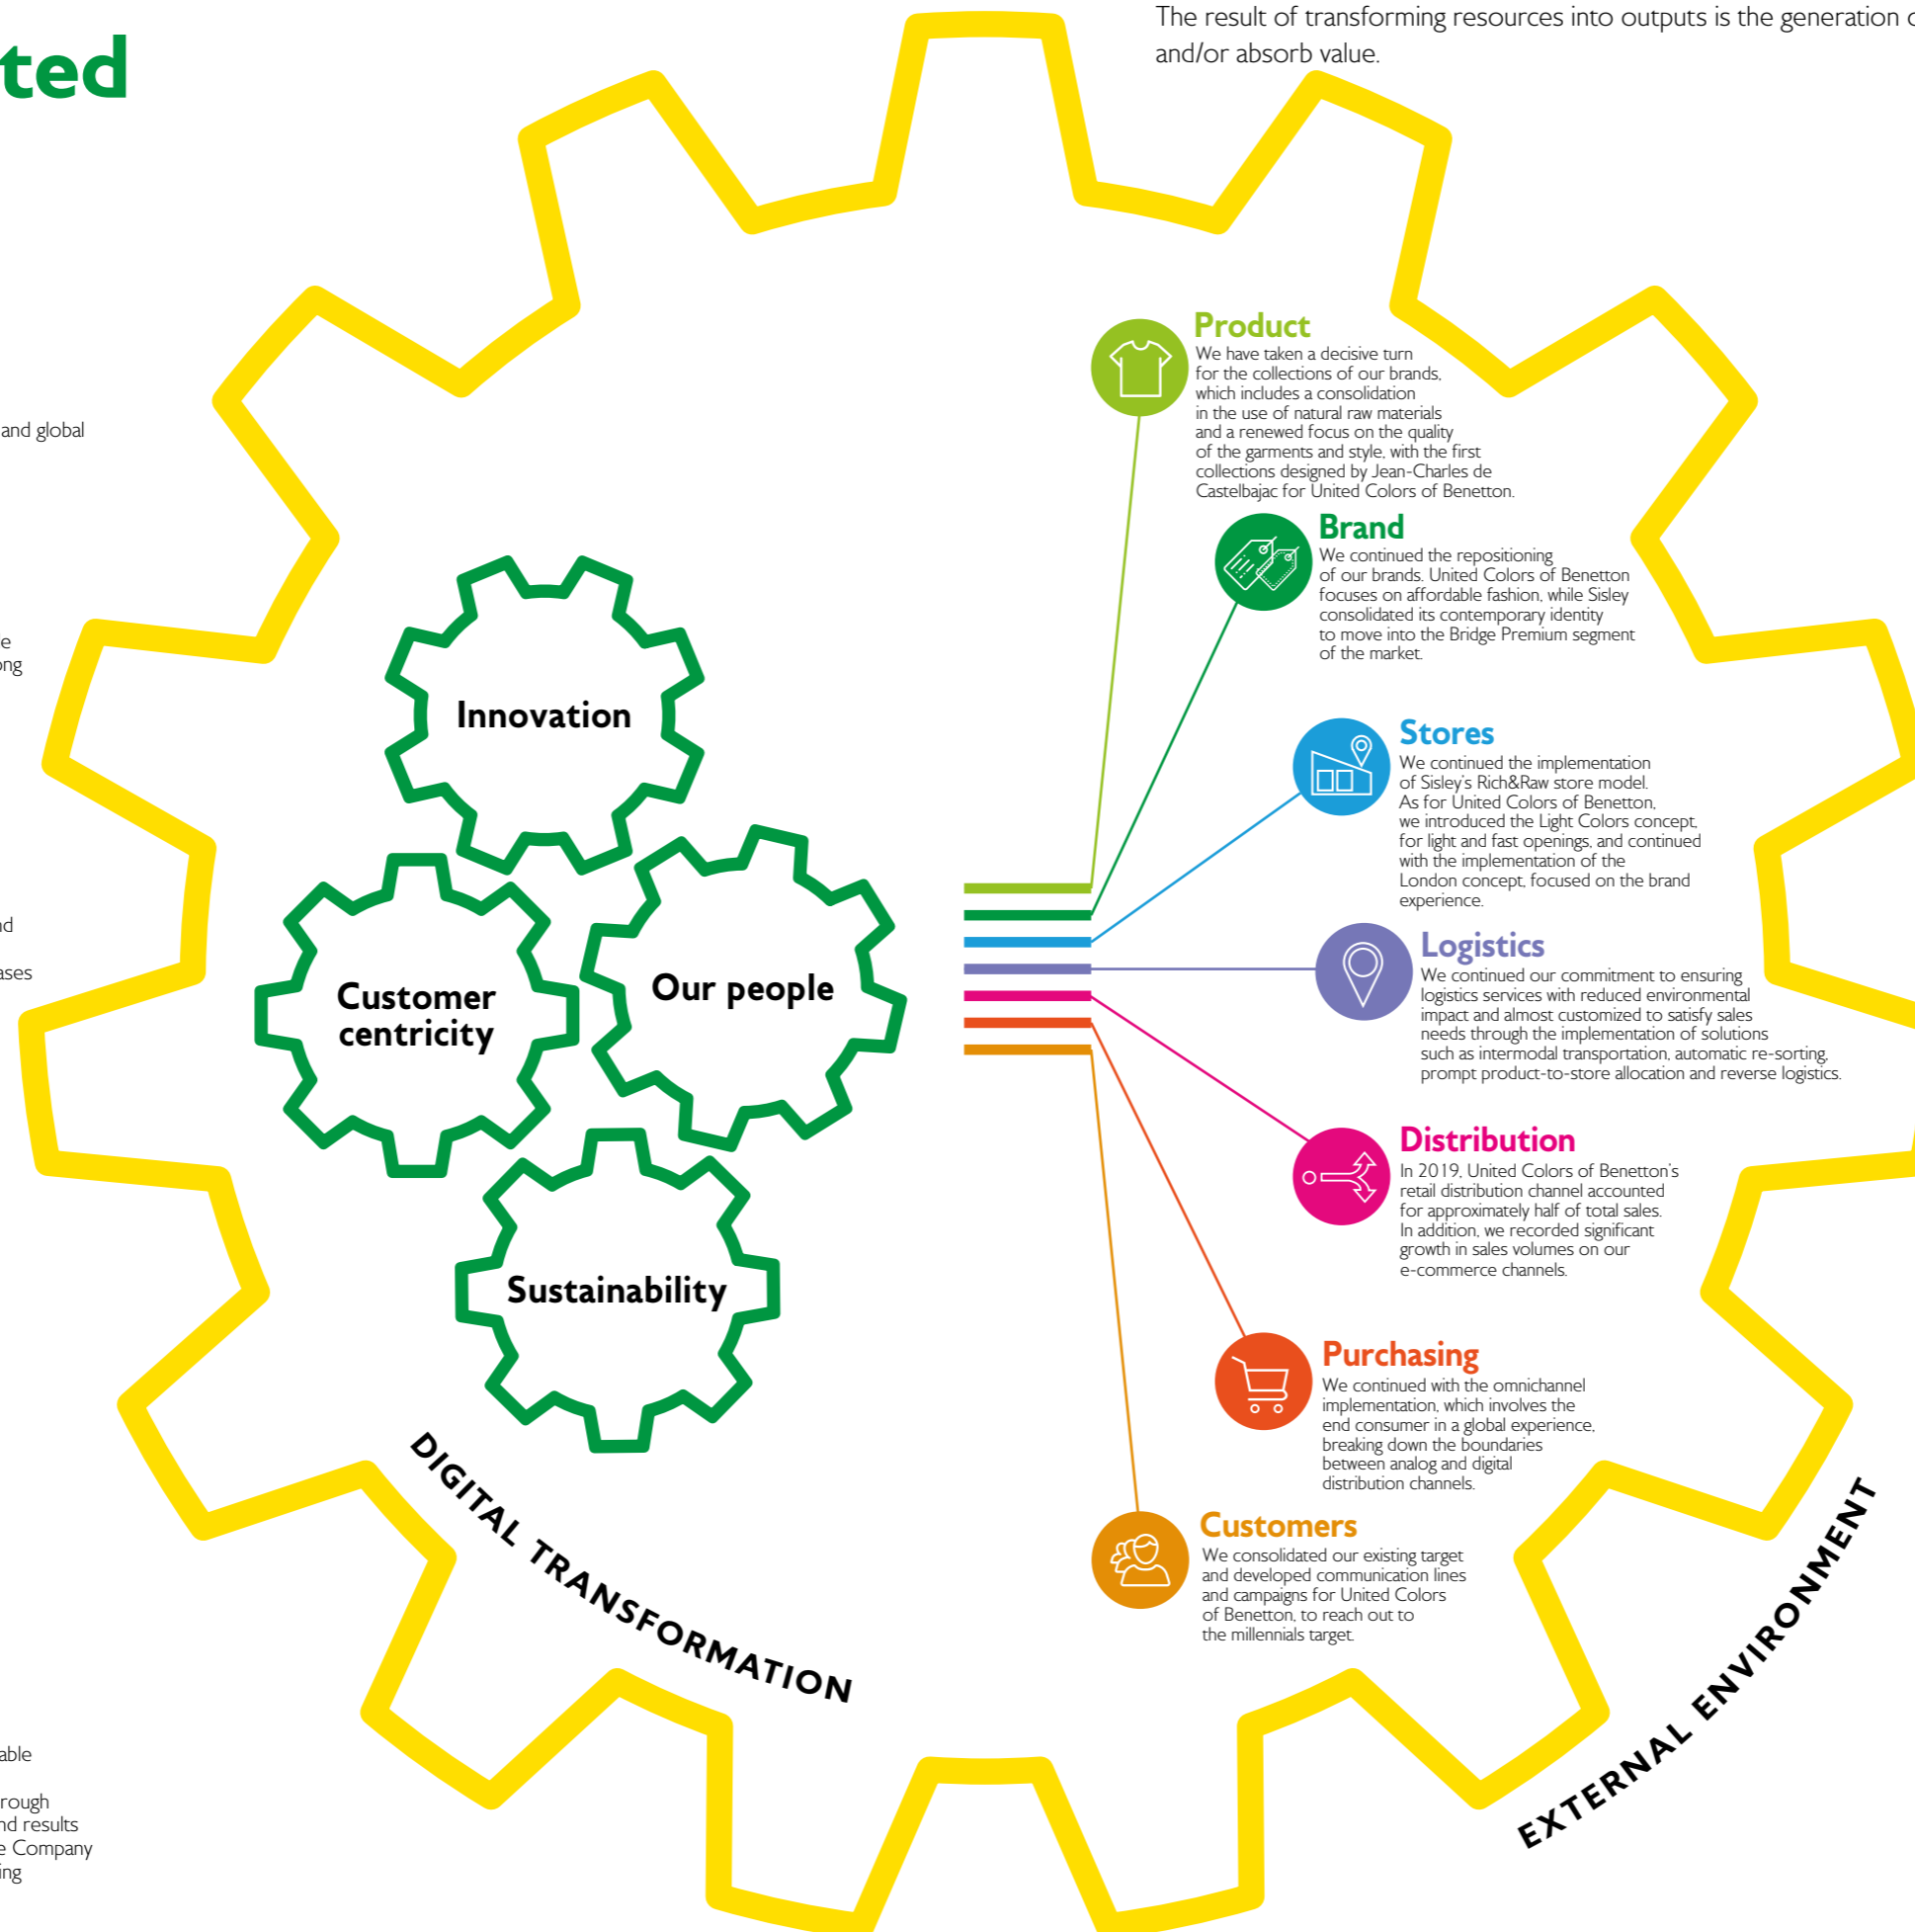 The result of transforming resources into outputs is the generation
and/or absorb value.
ted
and global
le
ong
nd
ases
able
rough
nd results
e Company
ing
Innovation
Customer
centricity
Our people
Sustainability
DIGITAL TRANSFORMATION
EXTERNAL ENVIRONMENT
Product
We have taken a decisive turn
for the collections of our brands,
which includes a consolidation
in the use of natural raw materials
and a renewed focus on the quality
of the garments and style, with the first
collections designed by Jean-Charles de
Castelbajac for United Colors of Benetton.
Brand
We continued the repositioning
of our brands. United Colors of Benetton
focuses on affordable fashion, while Sisley
consolidated its contemporary identity
to move into the Bridge Premium segment
of the market.
Stores
We continued the implementation
of Sisley's Rich&Raw store model.
As for United Colors of Benetton,
we introduced the Light Colors concept,
for light and fast openings, and continued
with the implementation of the
London concept, focused on the brand
experience.
Logistics
We continued our commitment to ensuring
logistics services with reduced environmental
impact and almost customized to satisfy sales
needs through the implementation of solutions
such as intermodal transportation, automatic re-sorting,
prompt product-to-store allocation and reverse logistics.
Distribution
In 2019, United Colors of Benetton's
retail distribution channel accounted
for approximately half of total sales.
In addition, we recorded significant
growth in sales volumes on our
e-commerce channels.
Purchasing
We continued with the omnichannel
implementation, which involves the
end consumer in a global experience,
breaking down the boundaries
between analog and digital
distribution channels.
Customers
We consolidated our existing target
and developed communication lines
and campaigns for United Colors
of Benetton, to reach out to
the millennials target.